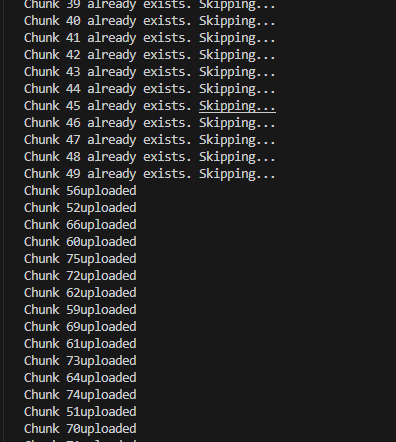 Chunk 39 already exists. Skipping...
Chunk 40 already exists. Skipping...
Chunk 41 already exists. Skipping...
Chunk 42 already exists. Skipping...
Chunk 43 already exists. Skipping...
Chunk 44 already exists. Skipping...
Chunk 45 already exists. Skipping...
Chunk 46 already exists. Skipping...
Chunk 47 already exists. Skipping...
Chunk 48 already exists. Skipping...
Chunk 49 already exists. Skipping...
Chunk 56uploaded
Chunk 52uploaded
Chunk 66uploaded
Chunk 60uploaded
Chunk 75uploaded
Chunk 72uploaded
Chunk 62uploaded
Chunk 59uploaded
Chunk 69uploaded
Chunk 61uploaded
Chunk 73uploaded
Chunk 64uploaded
Chunk 74uploaded
Chunk 51uploaded
Chunk 70uploaded